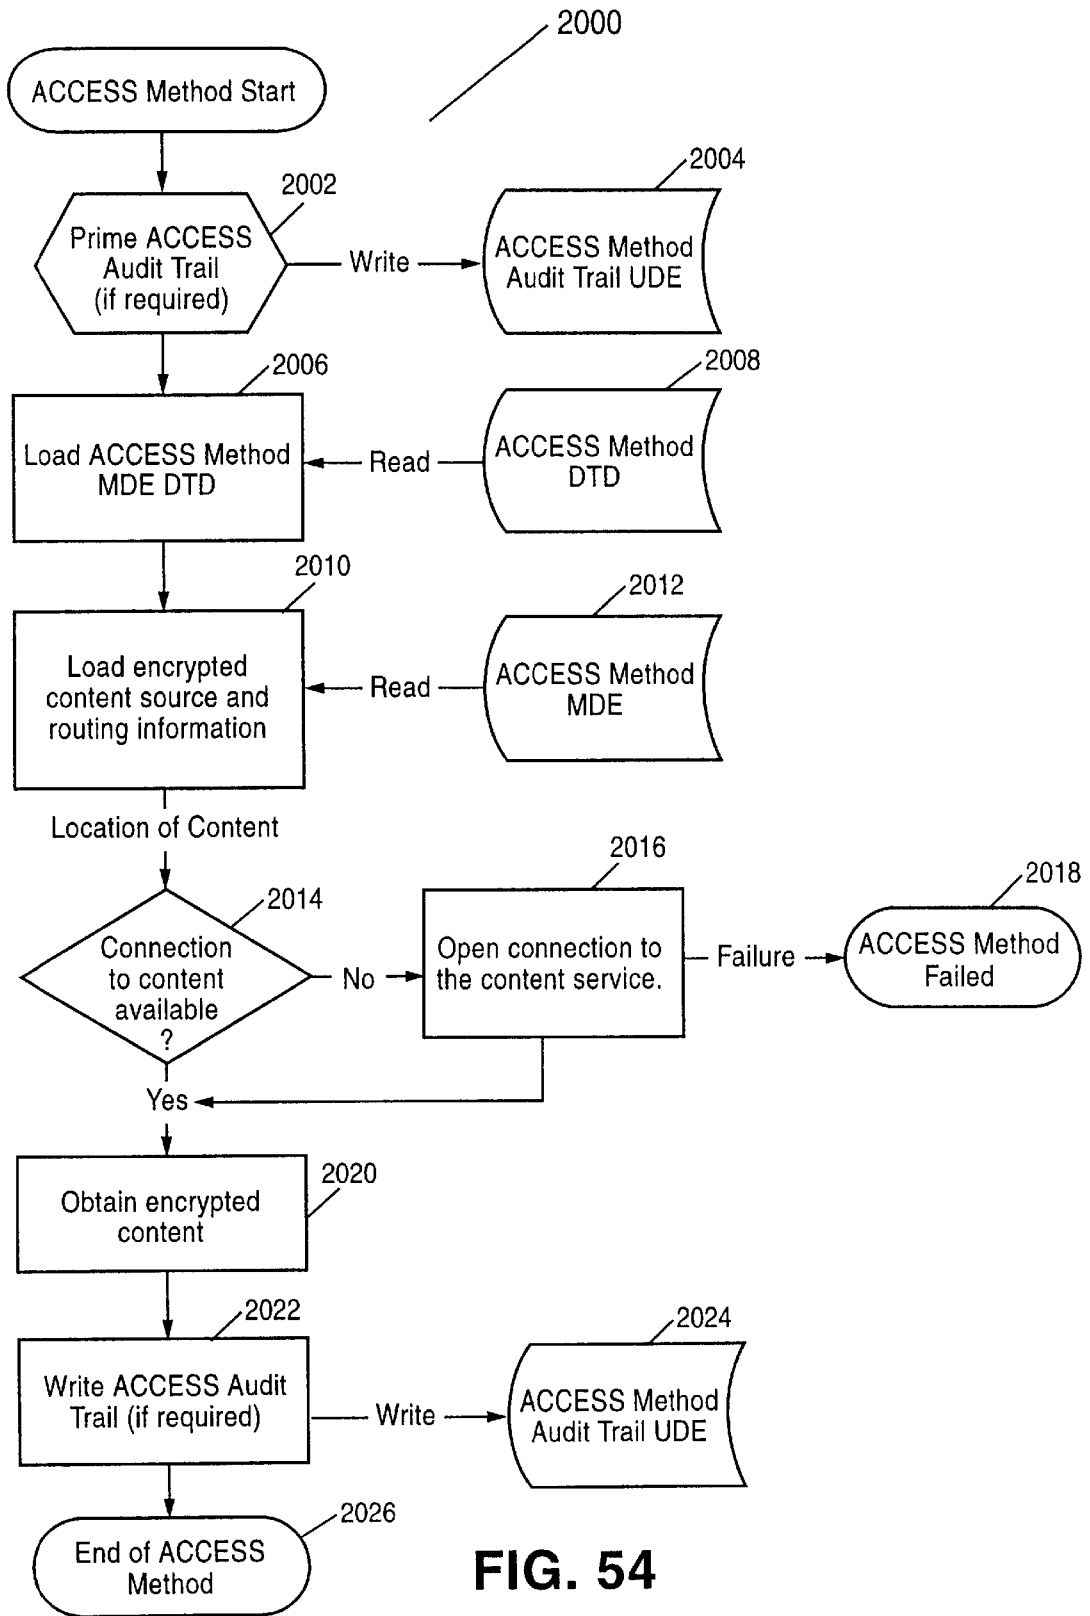 2000
ACCESS Method Start
2002
Prime ACCESS
Audit Trail
(if required)
Write
2004
ACCESS Method
Audit Trail UDE
2006
Load ACCESS Method
MDE DTD
Read
2008
ACCESS Method
DTD
2010
Load encrypted
content source and
routing information
Read
2012
ACCESS Method
MDE
Location of Content
2014
Connection
to content
available
?
No
2016
Open connection to
the content service.
Failure
2018
ACCESS Method
Failed
Yes
2020
Obtain encrypted
content
2022
Write ACCESS Audit
Trail (if required)
Write
2024
ACCESS Method
Audit Trail UDE
2026
End of ACCESS
Method
FIG. 54